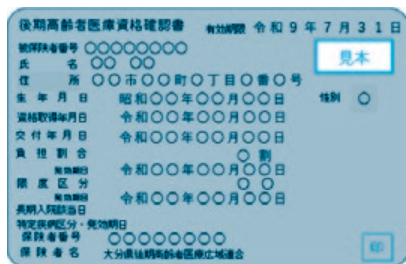 後期高齢者医療資格確認書 有効期限 令和9年7月31日
被保険者番号 〇〇〇〇〇〇〇〇
見本
氏名 〇〇 〇〇
住所 〇〇市〇〇町〇丁目〇番〇号
生年月日 昭和〇〇年〇〇月〇〇日 性別 〇
資格取得年月日 令和〇〇年〇〇月〇〇日
交付年月日 令和〇〇年〇〇月〇〇日
負担割合 〇割
発効期日 令和〇〇年〇〇月〇〇日
限度区分 〇 〇
発効期日 令和〇〇年〇〇月〇〇日
長期入院該当日
特定疾病区分・発効期日
保険者番号 〇〇〇〇〇〇〇〇
保険者名 大分県後期高齢者医療広域連合
印